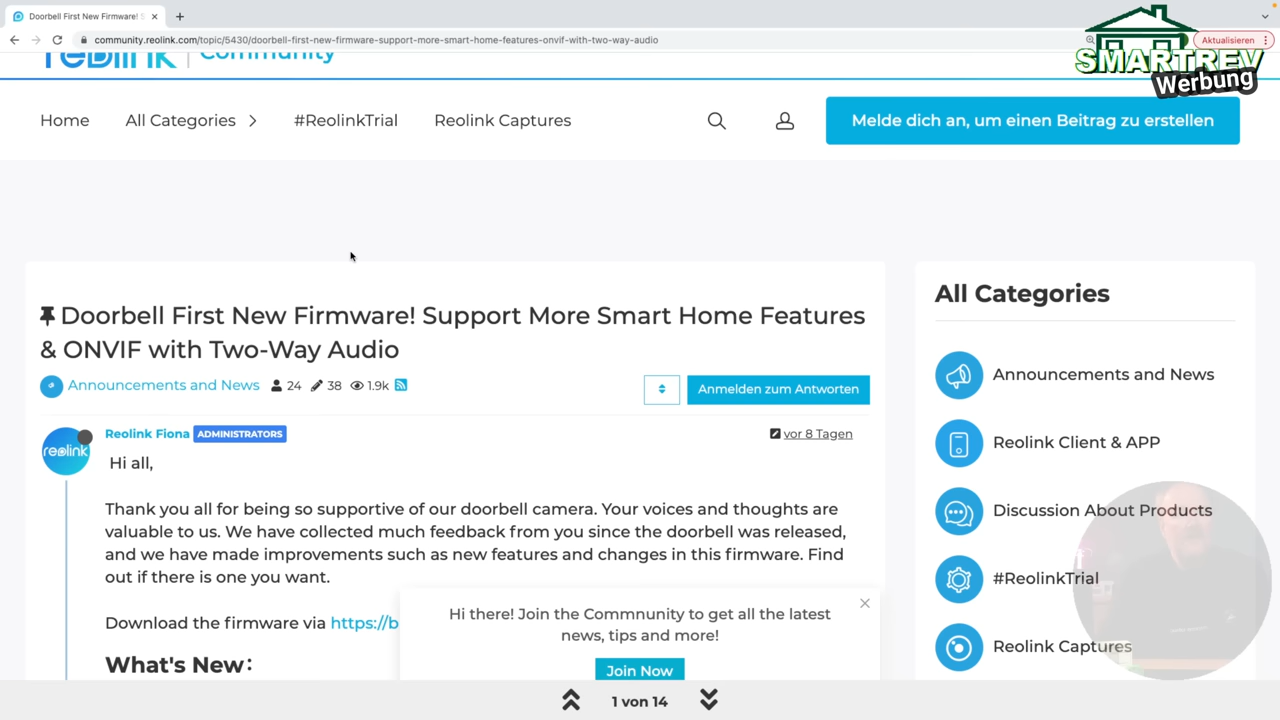 Doorbell First New Firmware! S
community.reolink.com/topic/5430/doorbell-first-new-firmware-support-more-smart-home-features-onvif-with-two-way-audio
Aktualisieren
SMARTREV
Werbung
reolink | Community
Home
All Categories
#ReolinkTrial
Reolink Captures
Melde dich an, um einen Beitrag zu erstellen
Doorbell First New Firmware! Support More Smart Home Features
& ONVIF with Two-Way Audio
Announcements and News 24 38 1.9k
Anmelden zum Antworten
reolink
Reolink Fiona ADMINISTRATORS
vor 8 Tagen
Hi all,
Thank you all for being so supportive of our doorbell camera. Your voices and thoughts are
valuable to us. We have collected much feedback from you since the doorbell was released,
and we have made improvements such as new features and changes in this firmware. Find
out if there is one you want.
Download the firmware via https://b
What's New:
Hi there! Join the Commnunity to get all the latest
news, tips and more!
Join Now
1 von 14
All Categories
Announcements and News
Reolink Client & APP
Discussion About Products
#ReolinkTrial
Reolink Captures